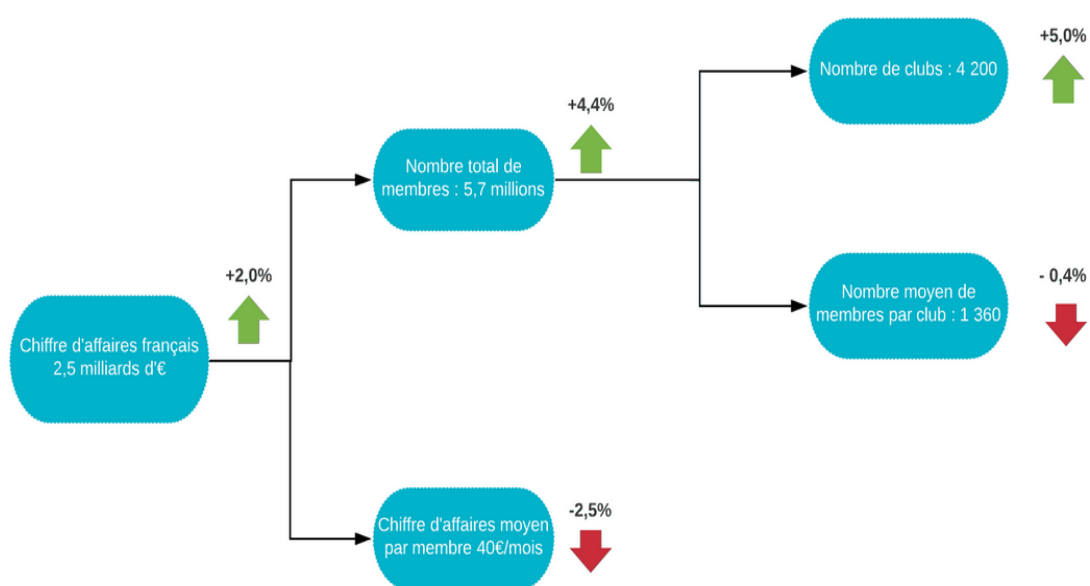 +5,0%
Nombre de clubs : 4 200
+4,4%
Nombre total de
membres : 5,7 millions
+2,0%
- 0,4%
Nombre moyen de
membres par club : 1 360
Chiffre d'affaires français
2,5 milliards d'€
-2,5%
Chiffre d'affaires moyen
par membre 40€/mois